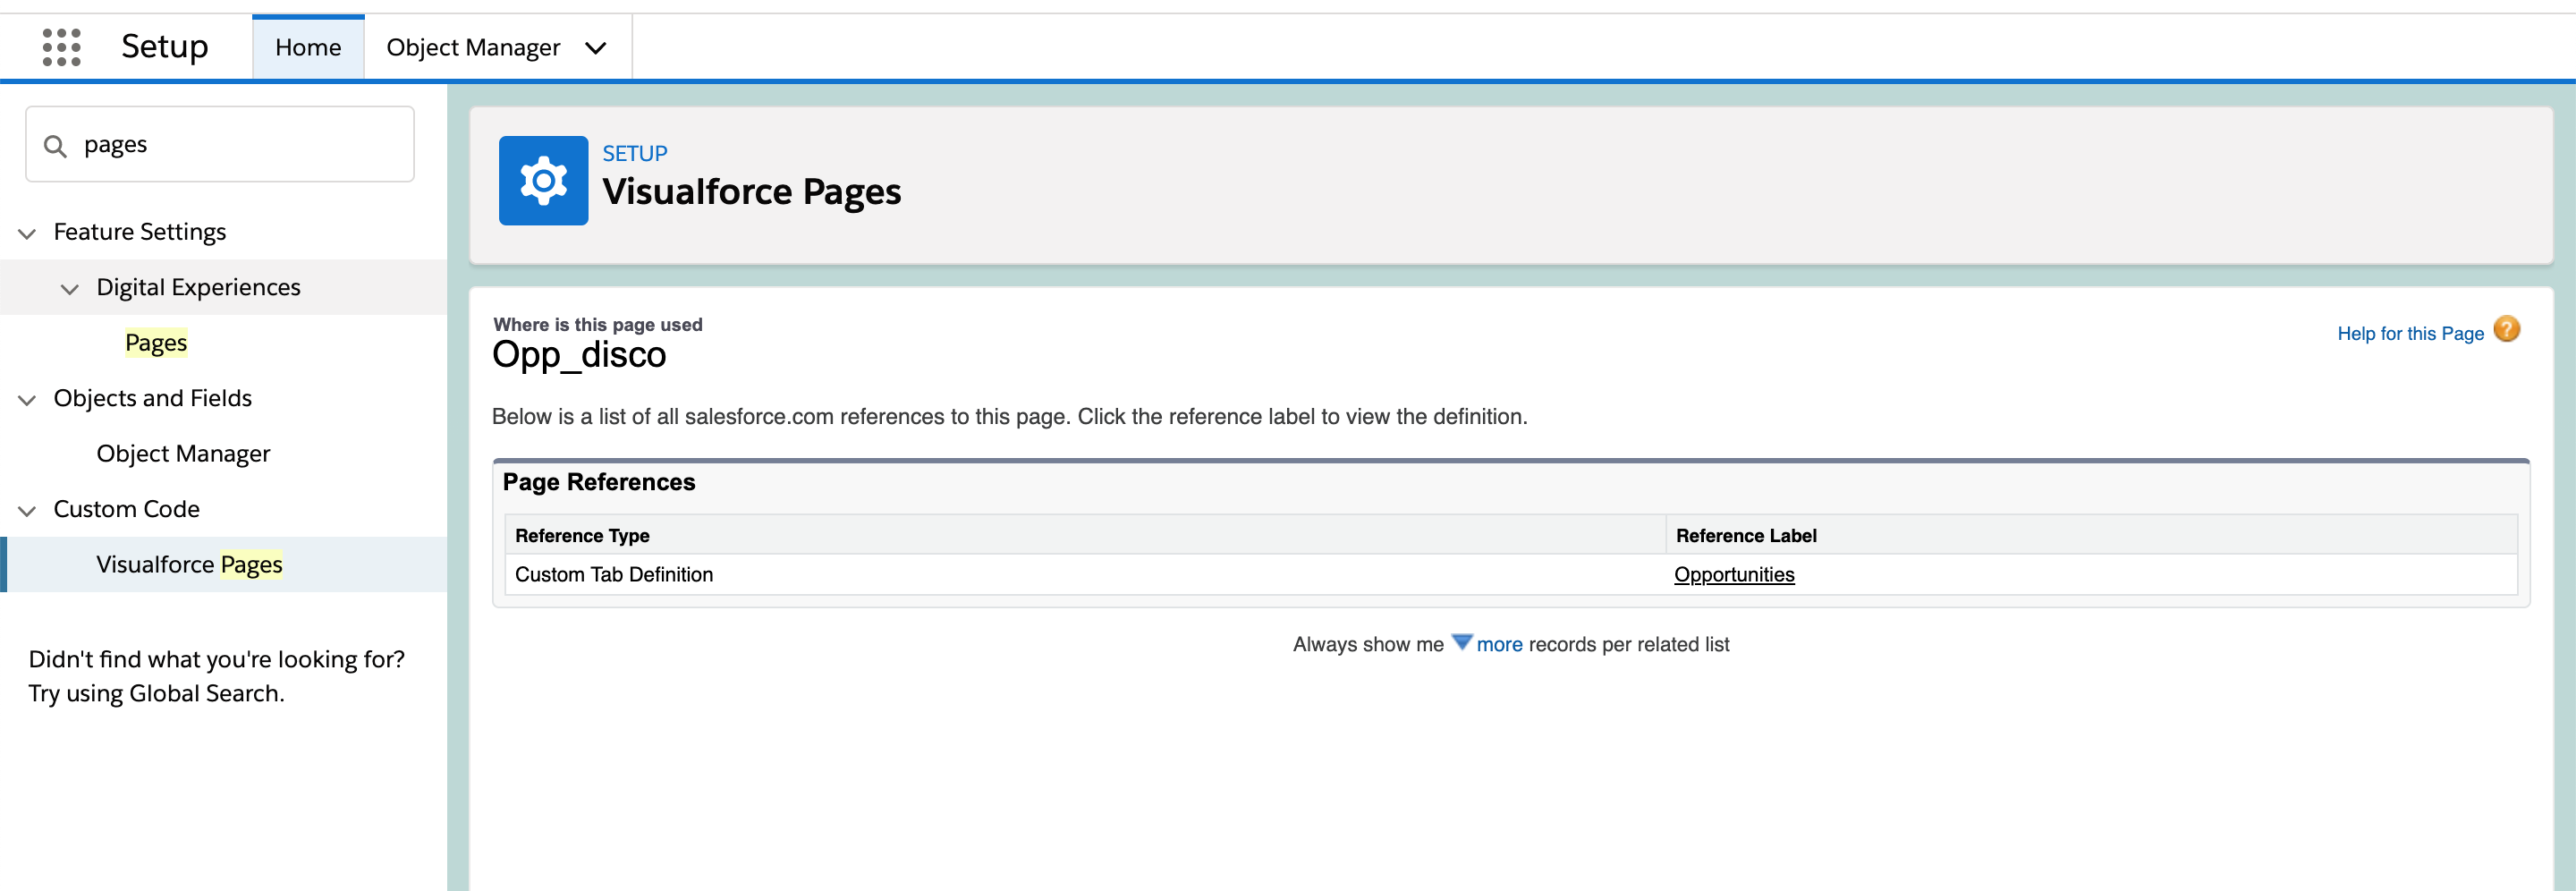 Setup
Home
Object Manager
pages
Feature Settings
Digital Experiences
Pages
Objects and Fields
Object Manager
Custom Code
Visualforce Pages
Didn't find what you're looking for?
Try using Global Search.
SETUP
Visualforce Pages
Where is this page used
Opp_disco
Help for this Page ?
Below is a list of all salesforce.com references to this page. Click the reference label to view the definition.
Page References
Reference Type Reference Label
Custom Tab Definition Opportunities
Always show me more records per related list